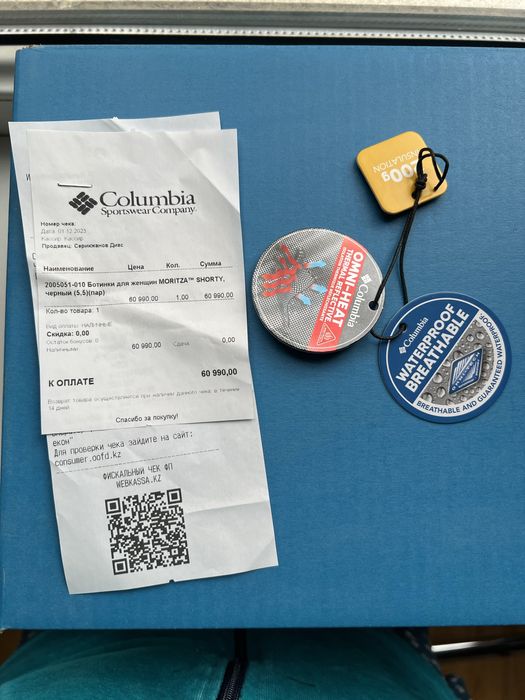 Columbia
Sportswear Company
Номер чека:
Дата: 01.12.2023
Кассир: Кассир
Продавец: Серикжанов Диас
Наименование Цена Кол. Сумма
2005051-010 Ботинки для женщин MORITZA™ SHORTY,
черный (5,5)(пар)
60 990,00 1,00 60 990,00
Кол-во товара: 1
Вид оплаты: НАЛИЧНЫЕ
Скидка: 0,00
Остаток бонусов: 0
Наличными 60 990,00 Сдача 0,00
К ОПЛАТЕ 60 990,00
Возврат товара осуществляется при наличии данного чека, в течение
14 дней.
Спасибо за покупку!
екон"
Для проверки чека зайдите на сайт:
consumer.oofd.kz
ФИСКАЛЬНЫЙ ЧЕК ФП
WEBKASSA.KZ
200g
INSULATION
Columbia
OMNI-HEAT
THERMAL REFLECTIVE
Columbia
WATERPROOF
BREATHABLE
BREATHABLE AND GUARANTEED WATERPROOF.